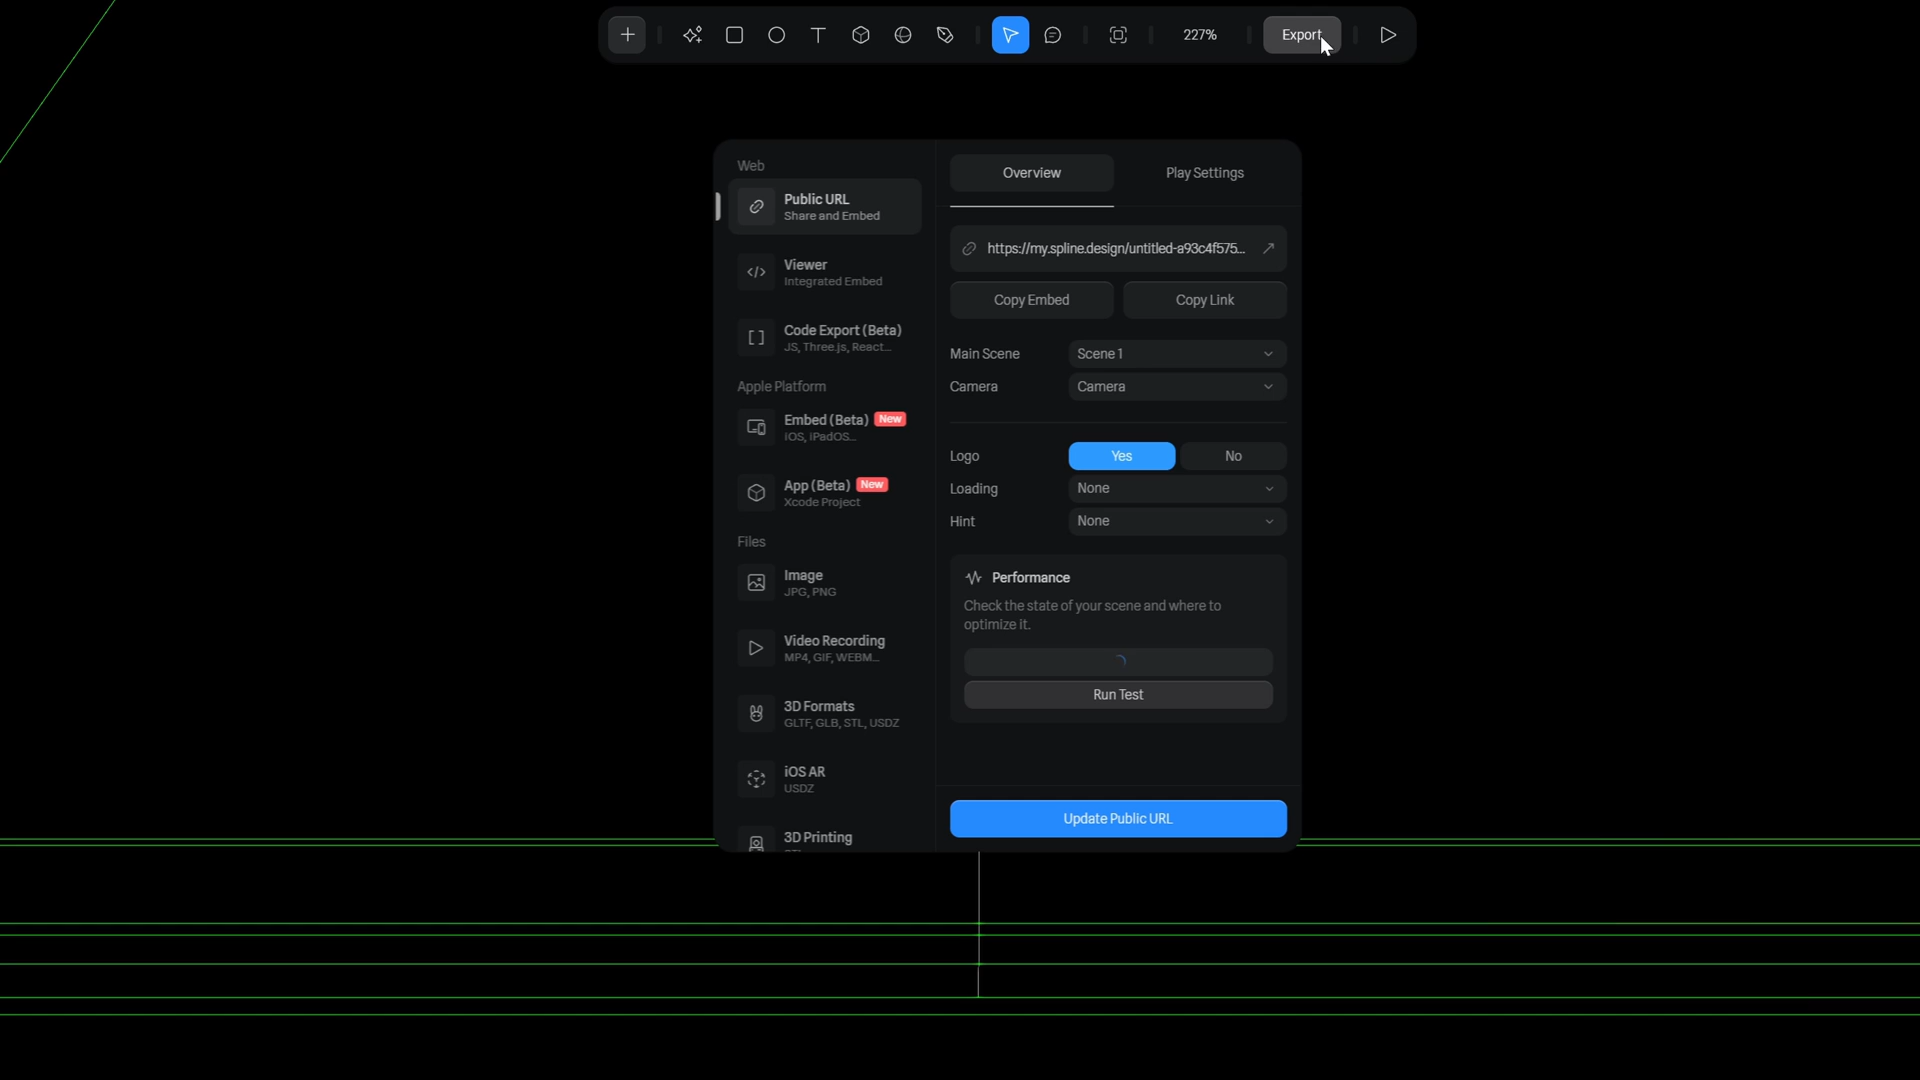 227%
Export
Web
Public URL
Share and Embed
Viewer
Integrated Embed
Code Export (Beta)
JS, Three.js, React...
Apple Platform
Embed (Beta) New
iOS, iPadOS...
App (Beta) New
Xcode Project
Files
Image
JPG, PNG
Video Recording
MP4, GIF, WEBM...
3D Formats
GLTF, GLB, STL, USDZ
iOS AR
USDZ
3D Printing
Overview
Play Settings
https://my.spline.design/untitled-a93c4f575...
Copy Embed
Copy Link
Main Scene Scene 1
Camera Camera
Logo Yes No
Loading None
Hint None
Performance
Check the state of your scene and where to
optimize it.
Run Test
Update Public URL